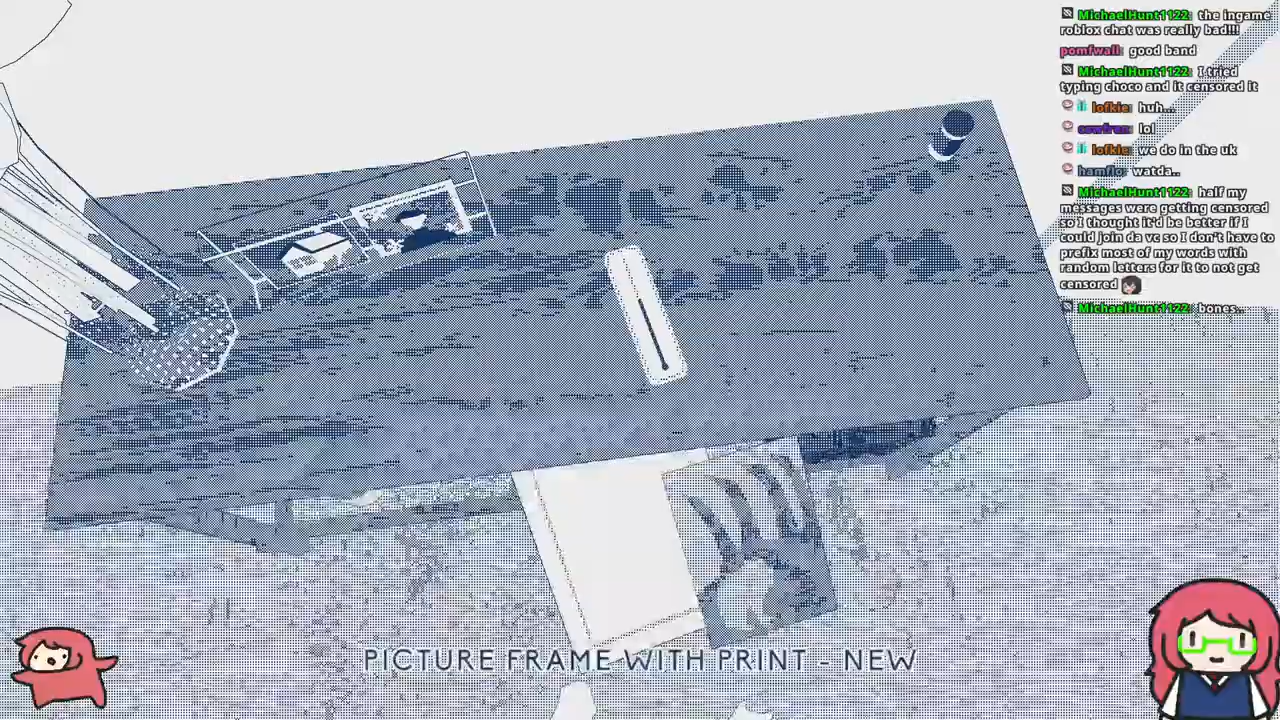 MichaelHunt1122: the ingame
roblox chat was really bad!!!
pomfwall: good band
MichaelHunt1122: I tried
typing choco and it censored it
lofkie: huh...
cswfren: lol
lofkie: we do in the uk
hamflo: watda..
MichaelHunt1122: half my
messages were getting censored
so I thought it'd be better if I
could join da vc so I don't have to
prefix most of my words with
random letters for it to not get
censored
MichaelHunt1122: bones..
PICTURE FRAME WITH PRINT - NEW